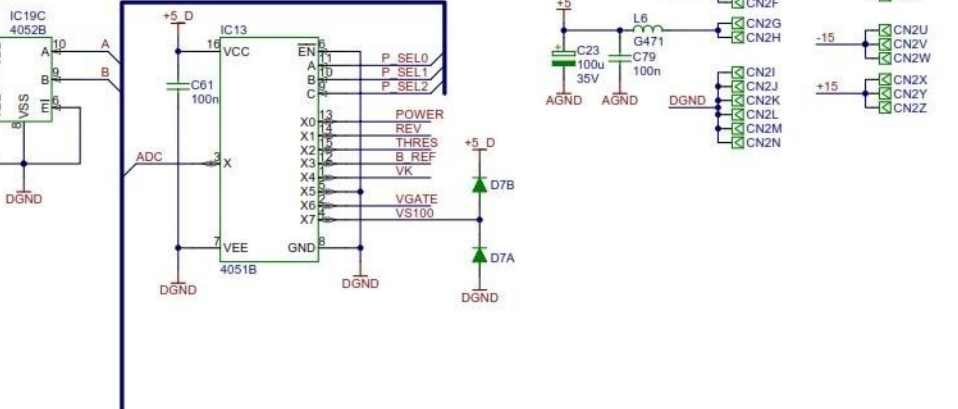 IC19C
4052B
A
10
A
B
9
B
E
6
VSS
8
DGND
+5_D
IC13
16
VCC
C61
100n
ADC
3
X
7
VEE
4051B
DGND
EN
6
A
11
P_SEL0
B
10
P_SEL1
C
9
P_SEL2
X0
13
POWER
X1
14
REV
X2
15
THRES
X3
12
B_REF
X4
1
VK
X5
5
X6
2
VGATE
X7
4
VS100
GND
8
DGND
+5_D
D7B
D7A
DGND
+5
L6
G471
C23
100u
35V
C79
100n
AGND
AGND
CN2F
CN2G
CN2H
DGND
CN2I
CN2J
CN2K
CN2L
CN2M
CN2N
-15
CN2U
CN2V
CN2W
+15
CN2X
CN2Y
CN2Z